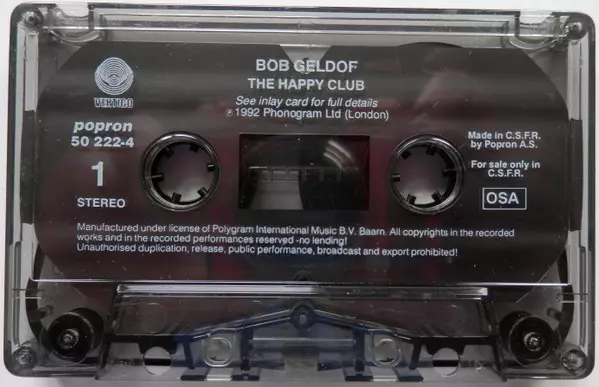 BOB GELDOF
THE HAPPY CLUB
See inlay card for full details
℗1992 Phonogram Ltd (London)
VERTIGO
popron
50 222-4
1
STEREO
Made in C.S.F.R.
by Popron A.S.
For sale only in
C.S.F.R.
OSA
Manufactured under license of Polygram International Music B.V. Baarn. All copyrights in the recorded
works and in the recorded performances reserved -no lending!
Unauthorised duplication, release, public performance, broadcast and export prohibited!